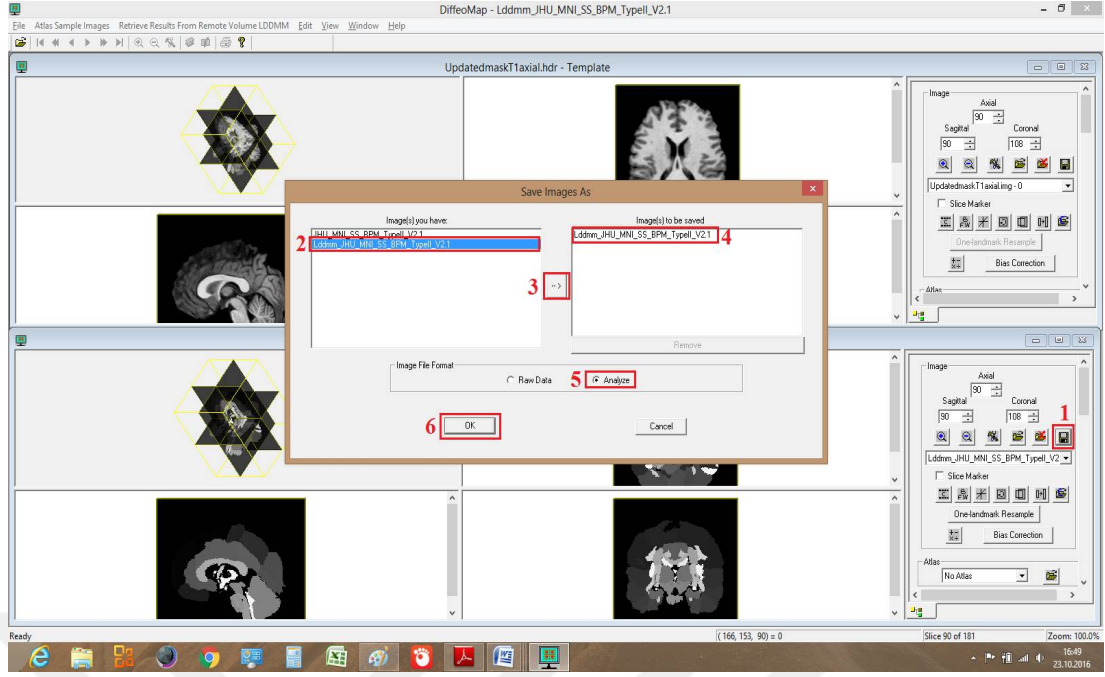 DiffeoMap - Lddmm_JHU_MNI_SS_BPM_TypeII_V2.1
File Atlas Sample Images Retrieve Results From Remote Volume LDDMM Edit View Window Help
UpdatedmaskT1axial.hdr - Template
Image
Axial
90
Sagittal Coronal
90 108
UpdatedmaskT1axial.img - 0
Slice Marker
One-landmark Resample
Bias Correction
Atlas
Save Images As
Image(s) you have:
JHU_MNI_SS_BPM_TypeII_V2.1
2 Lddmm_JHU_MNI_SS_BPM_TypeII_V2.1
3 -->
Image(s) to be saved
Lddmm_JHU_MNI_SS_BPM_TypeII_V2.1 4
Remove
Image File Format
Raw Data 5 Analyze
6 OK Cancel
Image
Axial
90
Sagittal Coronal
90 108 1
Lddmm_JHU_MNI_SS_BPM_TypeII_V2
Slice Marker
One-landmark Resample
Bias Correction
Atlas
No Atlas
Ready (166, 153, 90) = 0 Slice 90 of 181 Zoom: 100.0%
16:49
23.10.2016